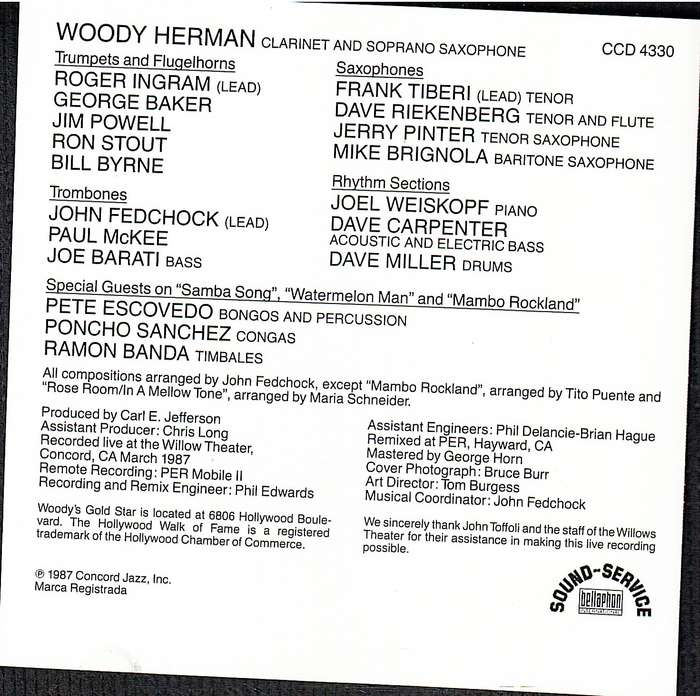 WOODY HERMAN CLARINET AND SOPRANO SAXOPHONE
CCD 4330
Trumpets and Flugelhorns
ROGER INGRAM (LEAD)
GEORGE BAKER
JIM POWELL
RON STOUT
BILL BYRNE
Saxophones
FRANK TIBERI (LEAD) TENOR
DAVE RIEKENBERG TENOR AND FLUTE
JERRY PINTER TENOR SAXOPHONE
MIKE BRIGNOLA BARITONE SAXOPHONE
Trombones
JOHN FEDCHOCK (LEAD)
PAUL McKEE
JOE BARATI BASS
Rhythm Sections
JOEL WEISKOPF PIANO
DAVE CARPENTER
ACOUSTIC AND ELECTRIC BASS
DAVE MILLER DRUMS
Special Guests on "Samba Song", "Watermelon Man" and "Mambo Rockland"
PETE ESCOVEDO BONGOS AND PERCUSSION
PONCHO SANCHEZ CONGAS
RAMON BANDA TIMBALES
All compositions arranged by John Fedchock, except "Mambo Rockland", arranged by Tito Puente and
"Rose Room/In A Mellow Tone", arranged by Maria Schneider.
Produced by Carl E. Jefferson
Assistant Producer: Chris Long
Recorded live at the Willow Theater,
Concord, CA March 1987
Remote Recording: PER Mobile II
Recording and Remix Engineer: Phil Edwards
Assistant Engineers: Phil Delancie-Brian Hague
Remixed at PER, Hayward, CA
Mastered by George Horn
Cover Photograph: Bruce Burr
Art Director: Tom Burgess
Musical Coordinator: John Fedchock
Woody's Gold Star is located at 6806 Hollywood Boule-
vard. The Hollywood Walk of Fame is a registered
trademark of the Hollywood Chamber of Commerce.
We sincerely thank John Toffoli and the staff of the Willows
Theater for their assistance in making this live recording
possible.
℗ 1987 Concord Jazz, Inc.
Marca Registrada
SOUND-SERVICE
bellaphon